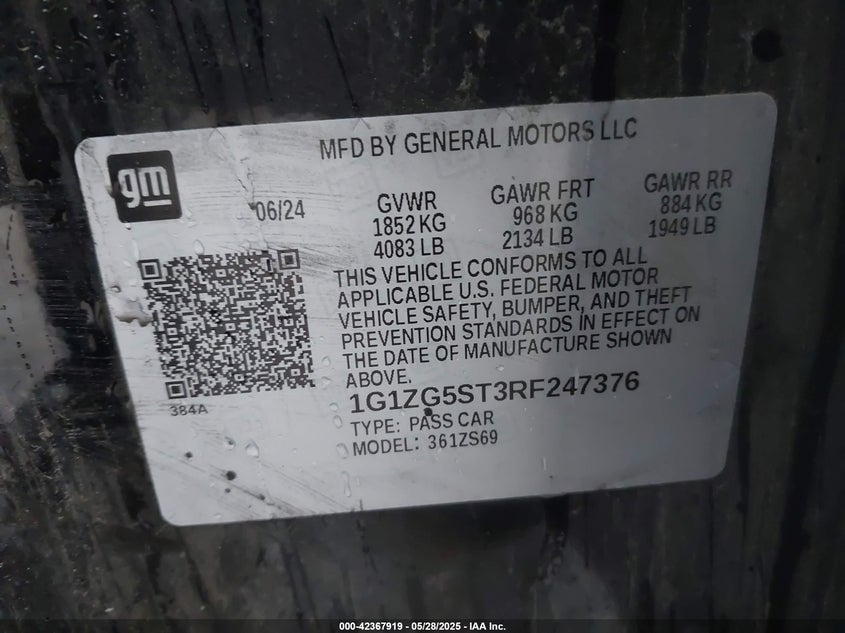 MFD BY GENERAL MOTORS LLC
gm
06/24
GVWR GAWR FRT GAWR RR
1852 KG 968 KG 884 KG
4083 LB 2134 LB 1949 LB
THIS VEHICLE CONFORMS TO ALL
APPLICABLE U.S. FEDERAL MOTOR
VEHICLE SAFETY, BUMPER, AND THEFT
PREVENTION STANDARDS IN EFFECT ON
THE DATE OF MANUFACTURE SHOWN
ABOVE.
384A
1G1ZG5ST3RF247376
TYPE: PASS CAR
MODEL: 361ZS69
000-42367919 - 05/28/2025 - IAA Inc.